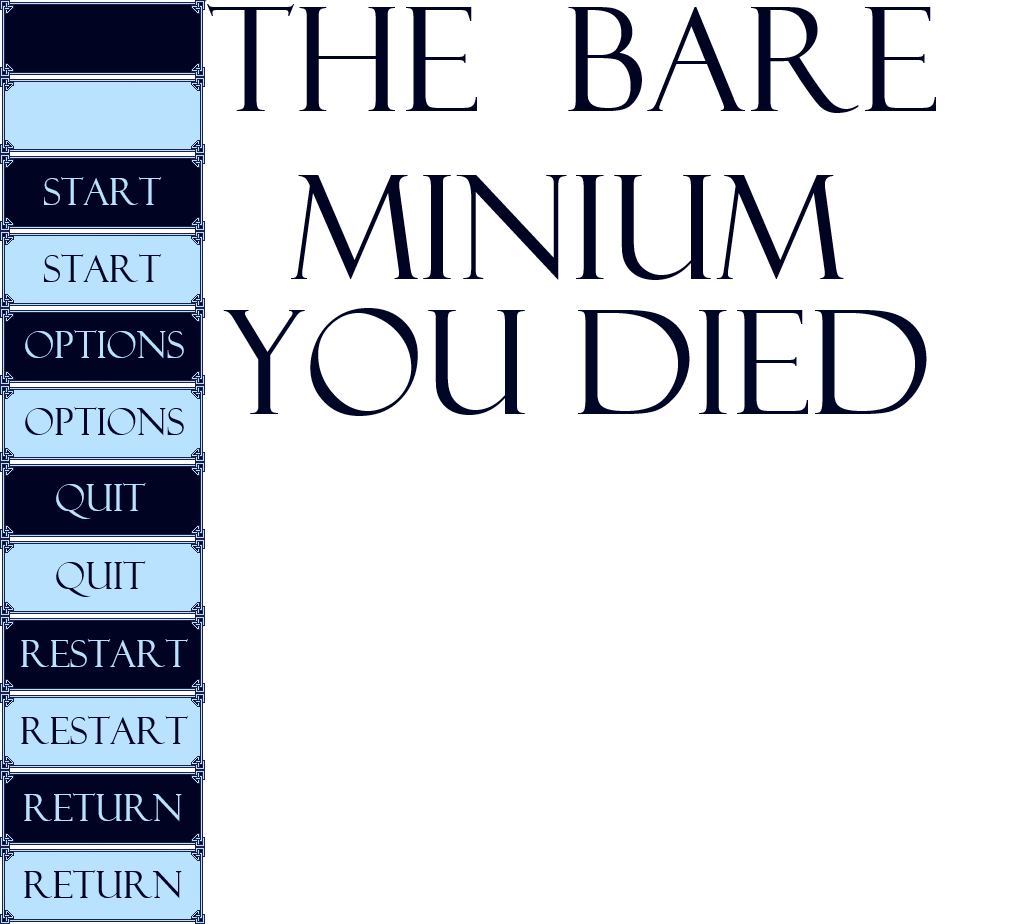 THE BARE
MINIUM
YOU DIED
START
START
OPTIONS
OPTIONS
QUIT
QUIT
RESTART
RESTART
RETURN
RETURN